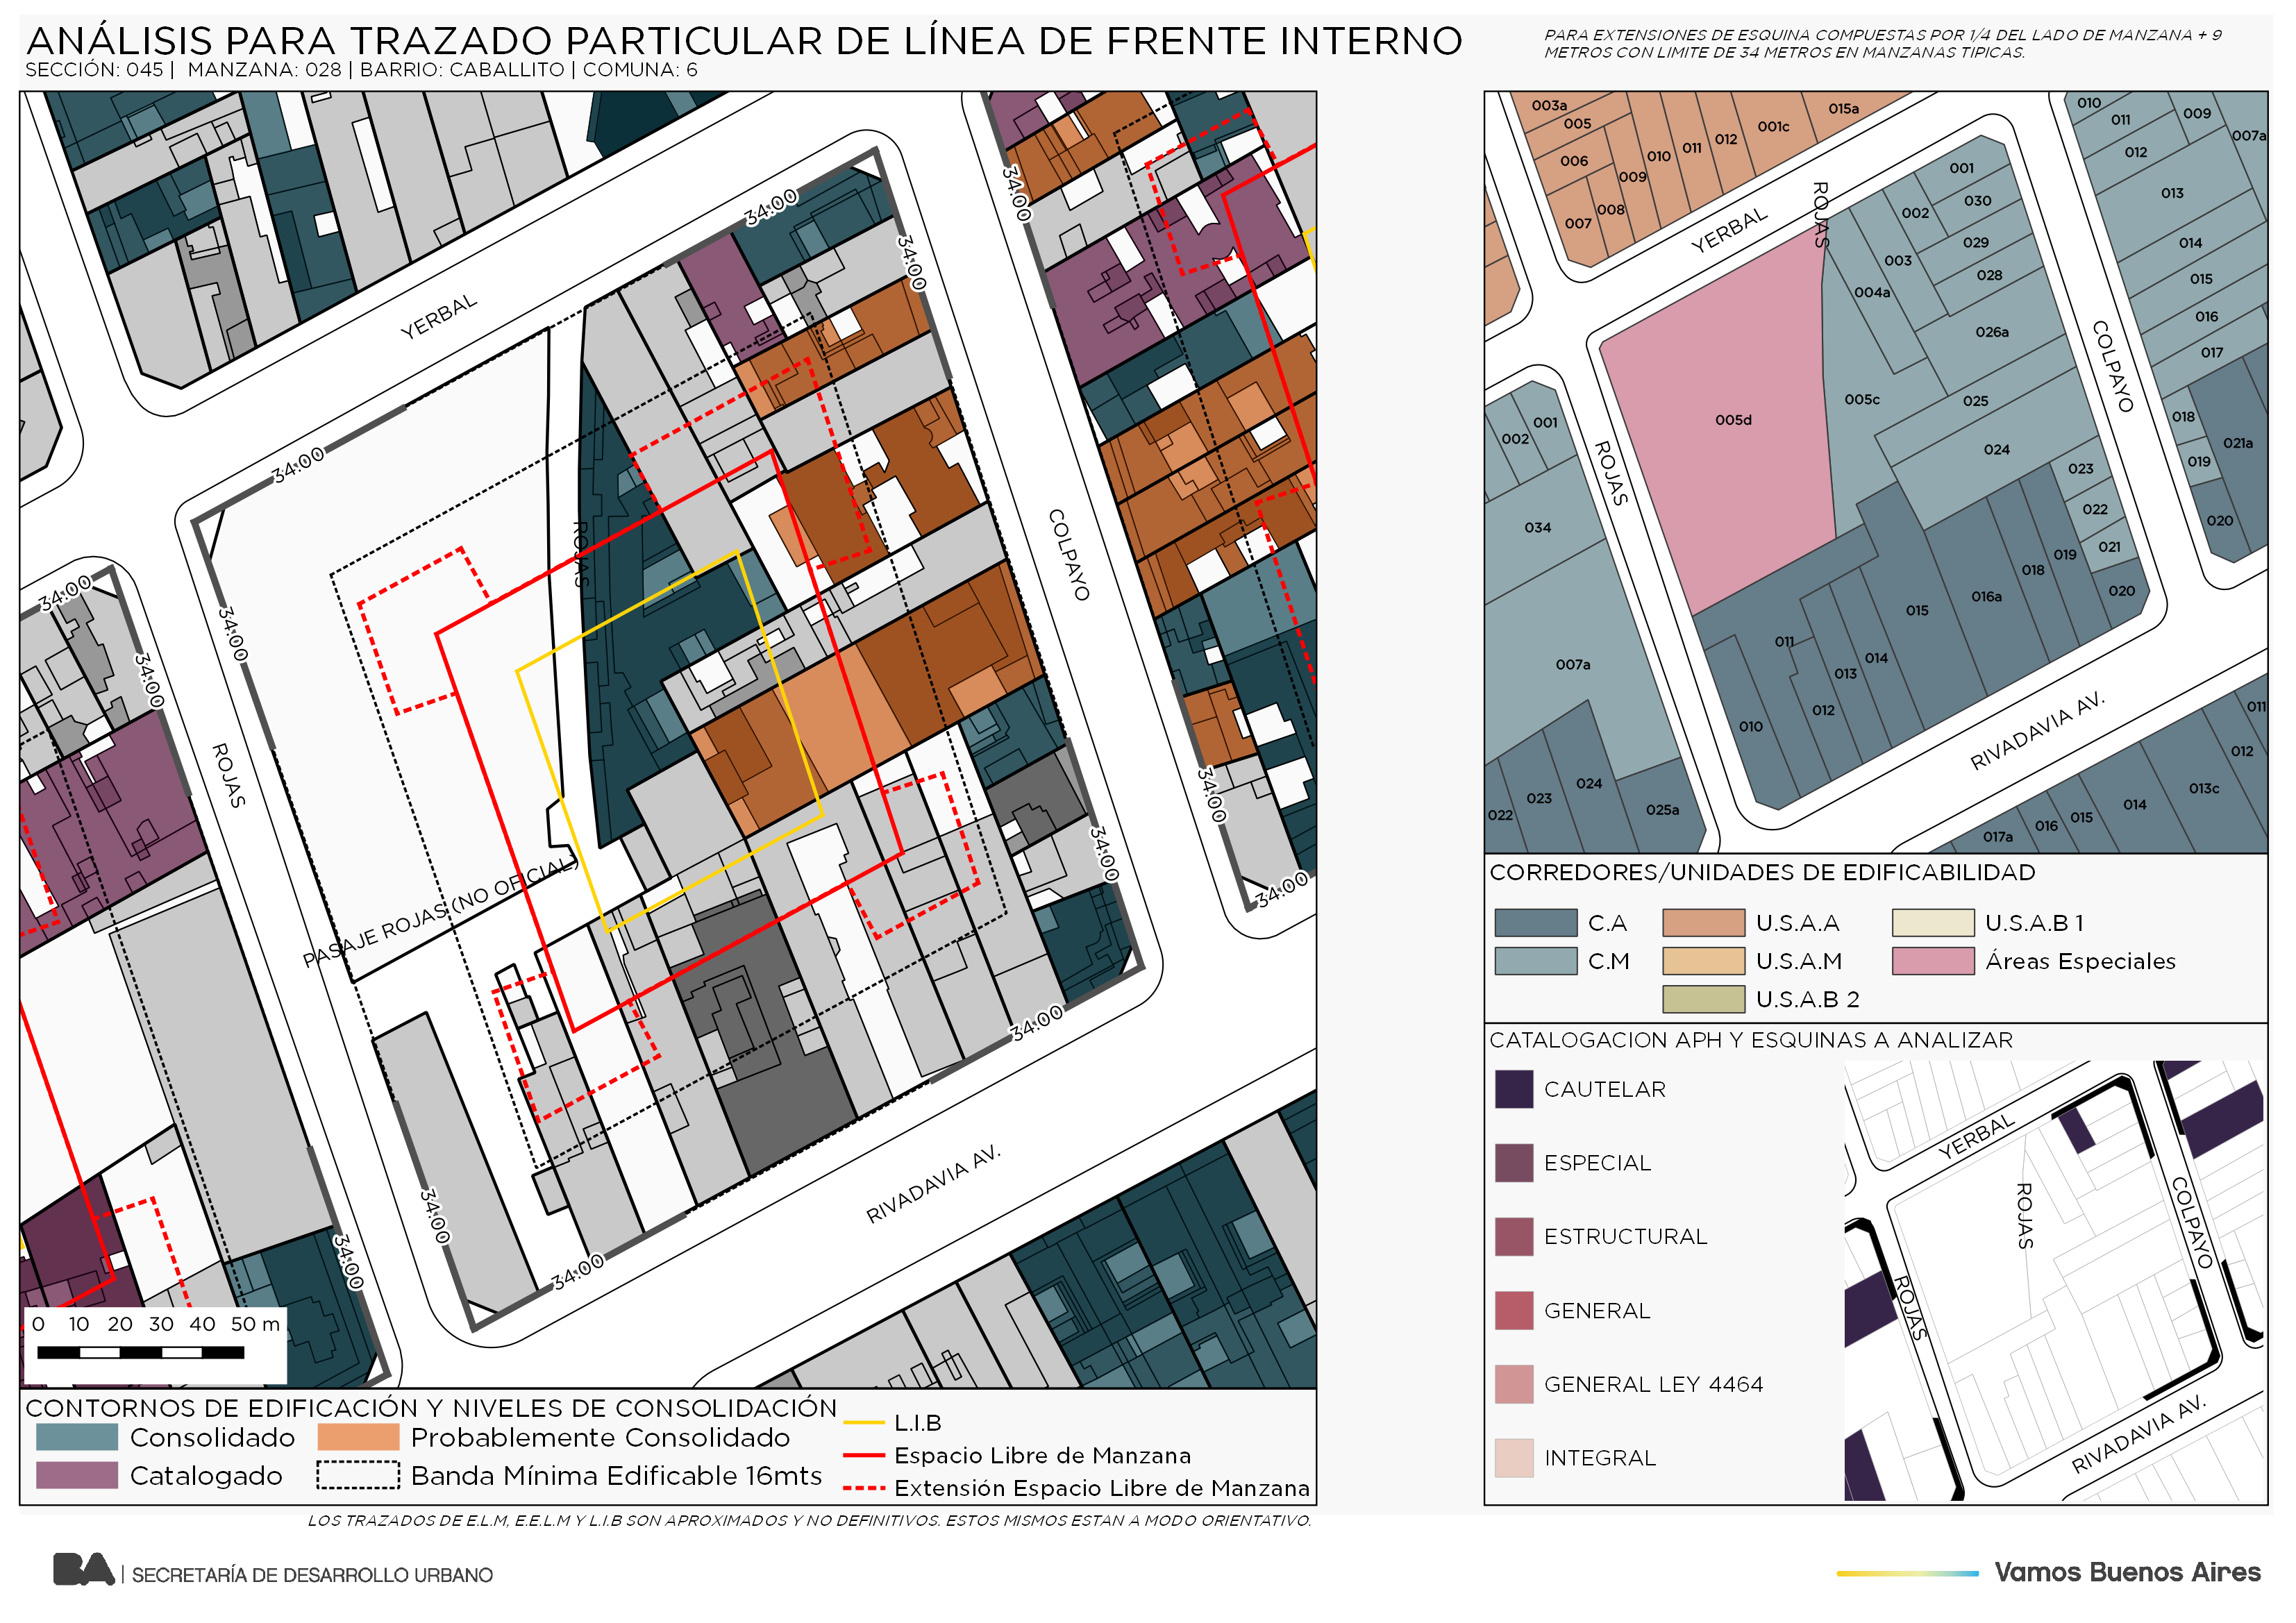 ANÁLISIS PARA TRAZADO PARTICULAR DE LÍNEA DE FRENTE INTERNO
SECCIÓN: 045 | MANZANA: 028 | BARRIO: CABALLITO | COMUNA: 6
PARA EXTENSIONES DE ESQUINA COMPUESTAS POR 1/4 DEL LADO DE MANZANA + 9
METROS CON LIMITE DE 34 METROS EN MANZANAS TIPICAS.
34.00
34.00
34.00
YERBAL
34.00
34.00
ROJAS
COLPAYO
34.00
34.00
34.00
ROJAS
34.00
34.00
34.00
PASAJE ROJAS (NO OFICIAL)
34.00
34.00
RIVADAVIA AV.
34.00
34.00
0 10 20 30 40 50 m
CONTORNOS DE EDIFICACIÓN Y NIVELES DE CONSOLIDACIÓN
Consolidado
Probablemente Consolidado
Catalogado
Banda Mínima Edificable 16mts
L.I.B
Espacio Libre de Manzana
Extensión Espacio Libre de Manzana
LOS TRAZADOS DE E.L.M, E.E.L.M Y L.I.B SON APROXIMADOS Y NO DEFINITIVOS. ESTOS MISMOS ESTAN A MODO ORIENTATIVO.
003a
005
006
007
008
009
010
011
012
001c
015a
010
011
009
007a
012
013
014
015
016
017
018
019
020
021a
YERBAL
ROJAS
001
002
030
029
003
028
004a
026a
005c
025
005d
024
023
022
021
020
COLPAYO
ROJAS
001
002
034
007a
022
023
024
025a
011
010
012
013
014
015
016a
018
019
RIVADAVIA AV.
011
012
013c
014
015
016
017a
CORREDORES/UNIDADES DE EDIFICABILIDAD
C.A
U.S.A.A
U.S.A.B 1
C.M
U.S.A.M
Áreas Especiales
U.S.A.B 2
CATALOGACION APH Y ESQUINAS A ANALIZAR
CAUTELAR
ESPECIAL
ESTRUCTURAL
GENERAL
GENERAL LEY 4464
INTEGRAL
YERBAL
ROJAS
COLPAYO
ROJAS
RIVADAVIA AV.
BA | SECRETARÍA DE DESARROLLO URBANO
Vamos Buenos Aires